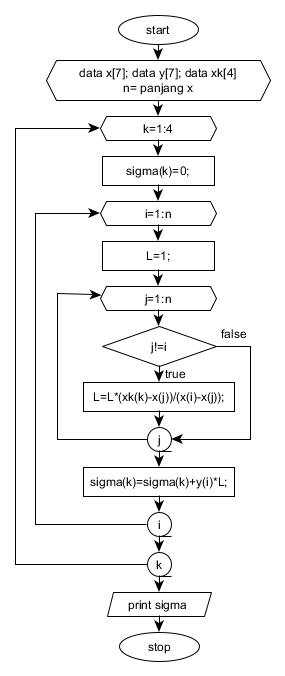 start
data x[7]; data y[7]; data xk[4]
n= panjang x
k=1:4
sigma(k)=0;
i=1:n
L=1;
j=1:n
j!=i
false
true
L=L*(xk(k)-x(j))/(x(i)-x(j));
j
sigma(k)=sigma(k)+y(i)*L;
i
k
print sigma
stop